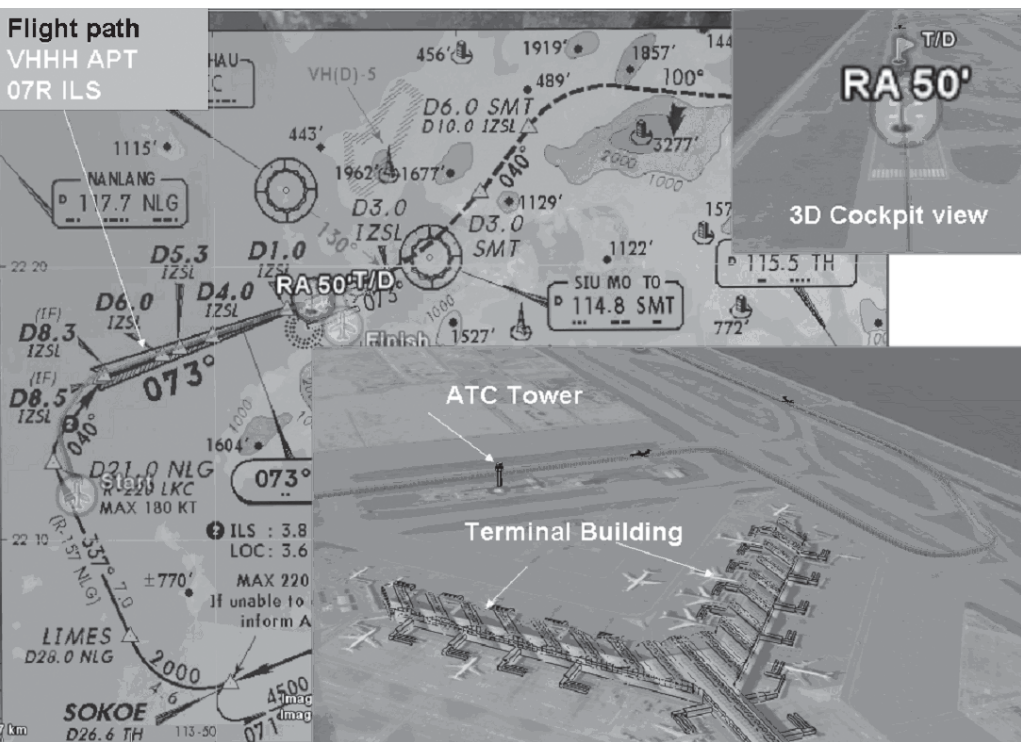 Flight path
VHHH APT
07R ILS
HAU
VH(D)-5
456'
1919'
1857'
144
489'
100°
D6.0 SMT
D10.0 IZSL
443'
1115'
1962'
1677'
3277'
2000
1000
040°
NANLANG
D 117.7 NLG
1129'
D3.0
IZSL
D3.0
SMT
130°
157
1122'
D5.3
IZSL
D1.0
IZSL
22 20
RA 50'
T/D
073°
SIU MO TO
D 114.8 SMT
D 115.5 TH
D6.0
IZSL
D4.0
IZSL
1000
772'
(IF)
D8.3
IZSL
Finish
1527'
073°
(IF)
D8.5
IZSL
040°
1000
1604'
D21.0 NLG
Start
R-229 LKC
MAX 180 KT
073°
ILS : 3.8
LOC: 3.6
22 10
(R-157 NLG)
337°
7.0
±770'
MAX 220
If unable to
inform A
LIMES
D28.0 NLG
2000
4.6
4500
SOKOE
D26.6 TH
113-50
071°
Imag
Imag
km
T/D
RA 50'
3D Cockpit view
ATC Tower
Terminal Building